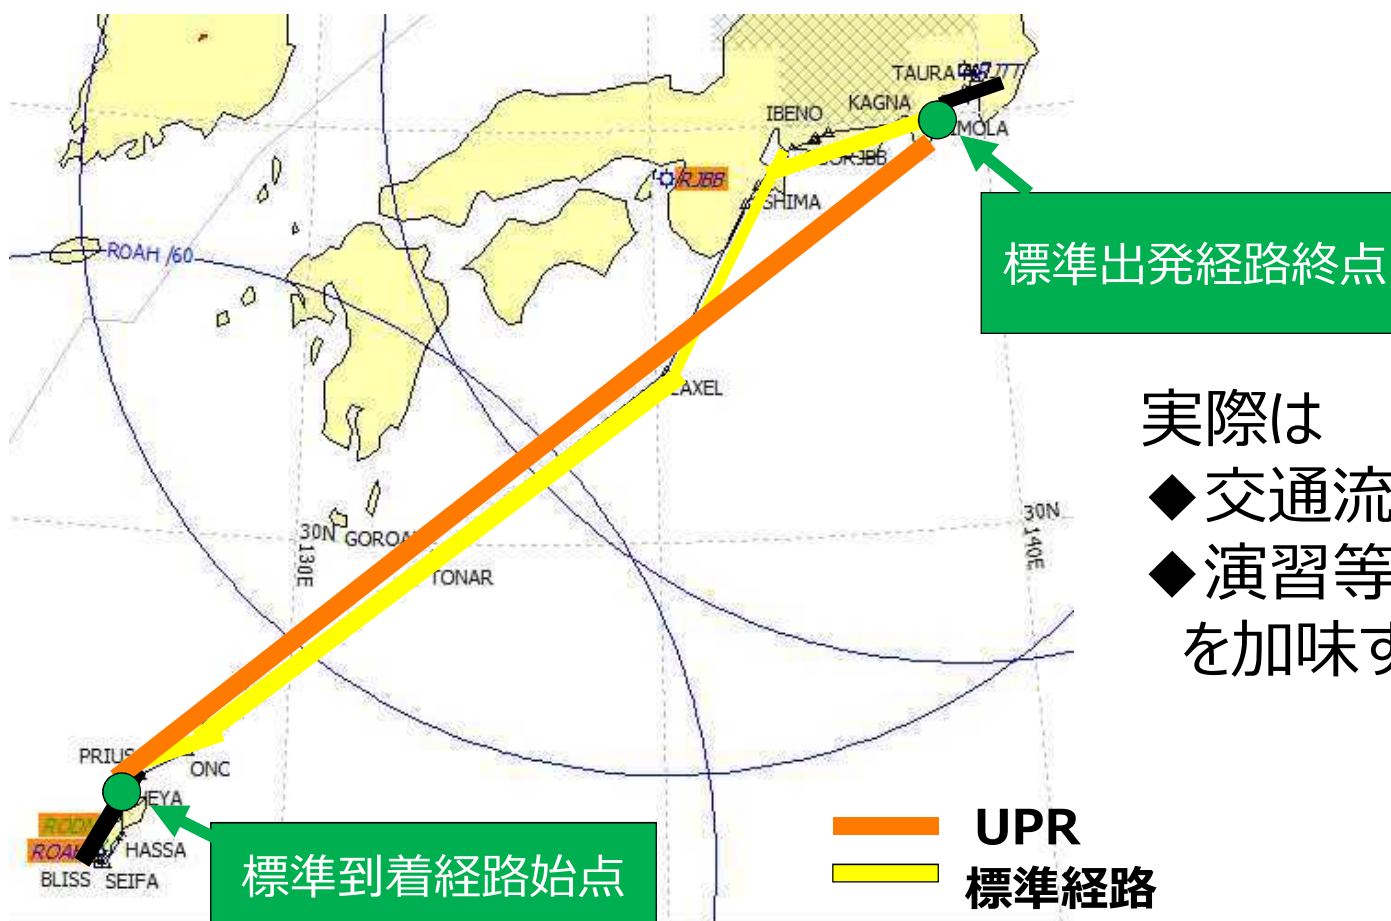 TAURA
KAGNA
IBENO
IMOLA
RJBB
SHIMA
ROAH /60
標準出発経路終点
AXEL
実際は
◆交通流
◆演習等
を加味す
30N
140E
30N
130E
GOROA
TONAR
PRIUS
ONC
HEYA
ROAH
HASSA
BLISS
SEIFA
標準到着経路始点
UPR
標準経路